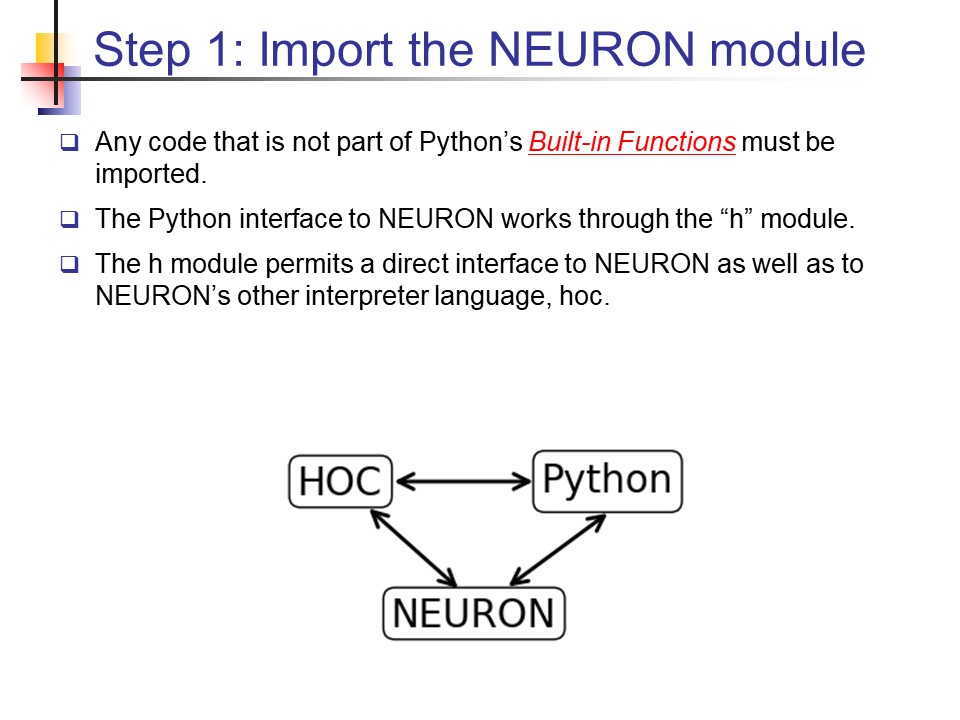 Step 1: Import the NEURON module
Any code that is not part of Python’s Built-in Functions must be
imported.
The Python interface to NEURON works through the “h” module.
The h module permits a direct interface to NEURON as well as to
NEURON’s other interpreter language, hoc.
HOC
Python
NEURON